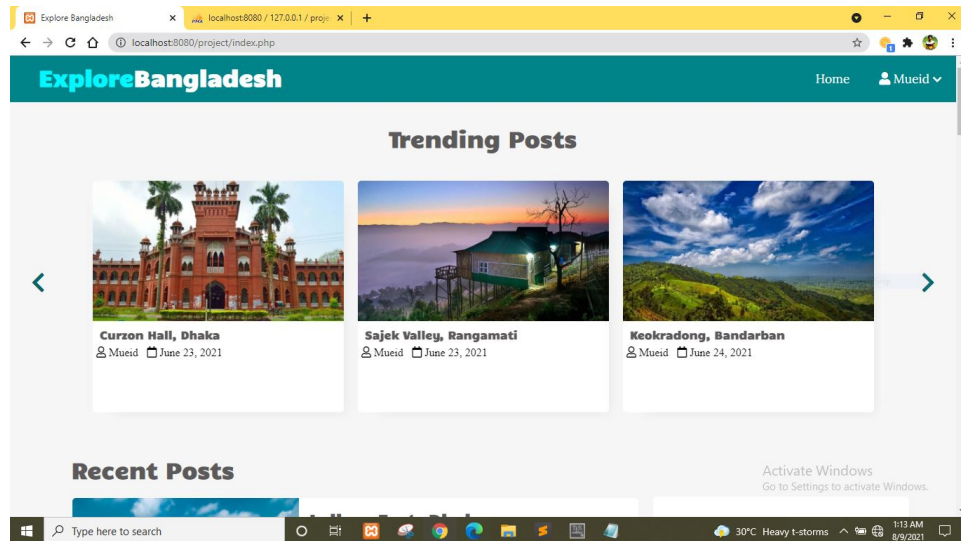 Explore Bangladesh
localhost:8080 / 127.0.0.1 / proje
localhost:8080/project/index.php
ExploreBangladesh
Home
Mueid
Trending Posts
Curzon Hall, Dhaka
Mueid June 23, 2021
Sajek Valley, Rangamati
Mueid June 23, 2021
Keokradong, Bandarban
Mueid June 24, 2021
Recent Posts
Activate Windows
Go to Settings to activate Windows.
Type here to search
30°C Heavy t-storms
1:13 AM
8/9/2021